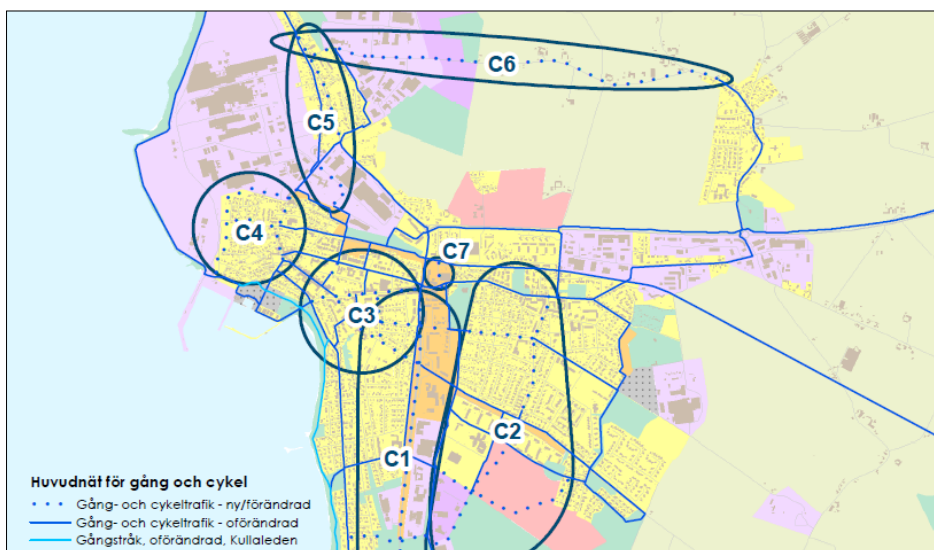 C6
C5
C4
C7
C3
C2
C1
Huvudnät för gång och cykel
Gång- och cykeltrafik - ny/förändrad
Gång- och cykeltrafik - oförändrad
Gångstråk, oförändrad, Kullaleden